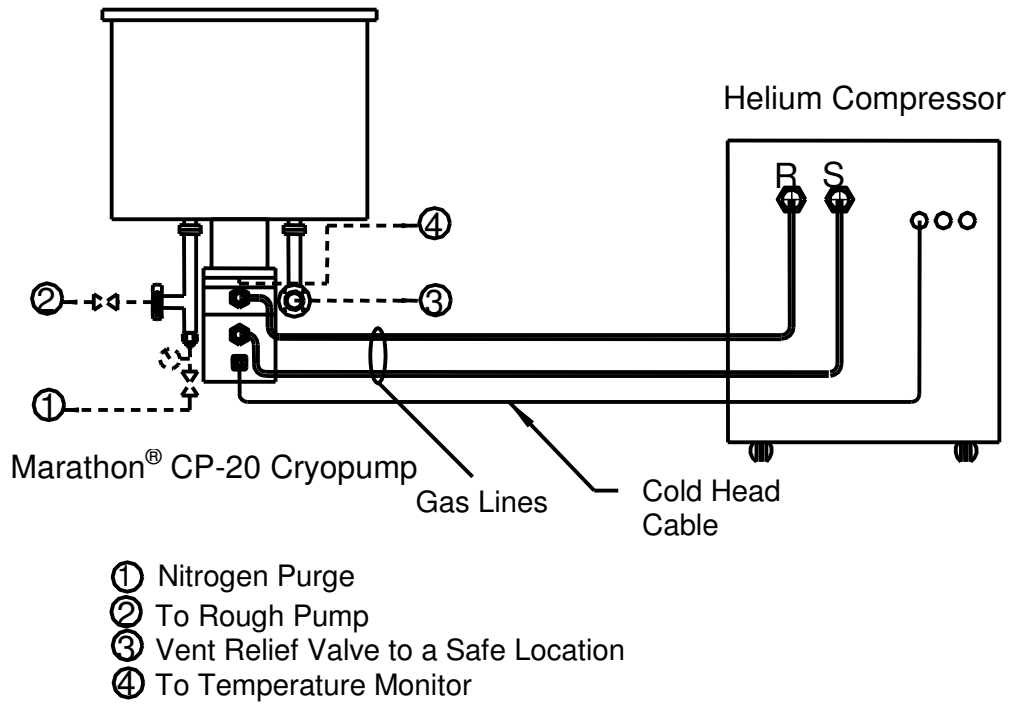 Helium Compressor
R S
④
②
③
①
Marathon® CP-20 Cryopump
Gas Lines
Cold Head
Cable
① Nitrogen Purge
② To Rough Pump
③ Vent Relief Valve to a Safe Location
④ To Temperature Monitor